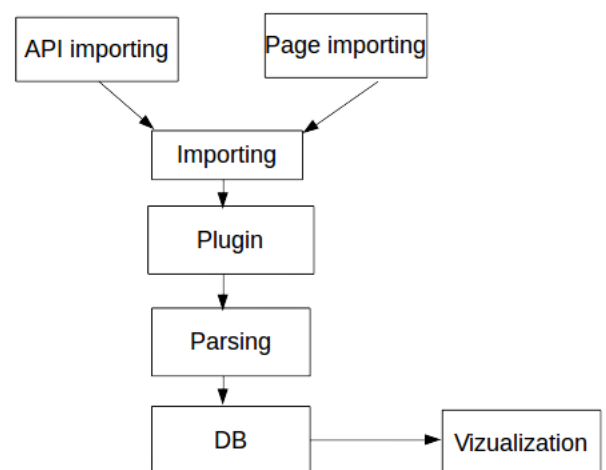 API importing
Page importing
Importing
Plugin
Parsing
DB
Vizualization